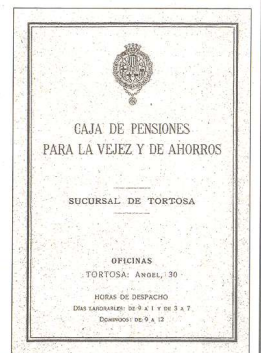 CAJA DE PENSIONES
PARA LA VEJEZ Y DE AHORROS
SUCURSAL DE TORTOSA
OFICINAS
TORTOSA: ANGEL, 30
HORAS DE DESPACHO
DÍAS LABORABLES: DE 9 A 1 Y DE 3 A 7
DOMINGOS: DE 9 A 12